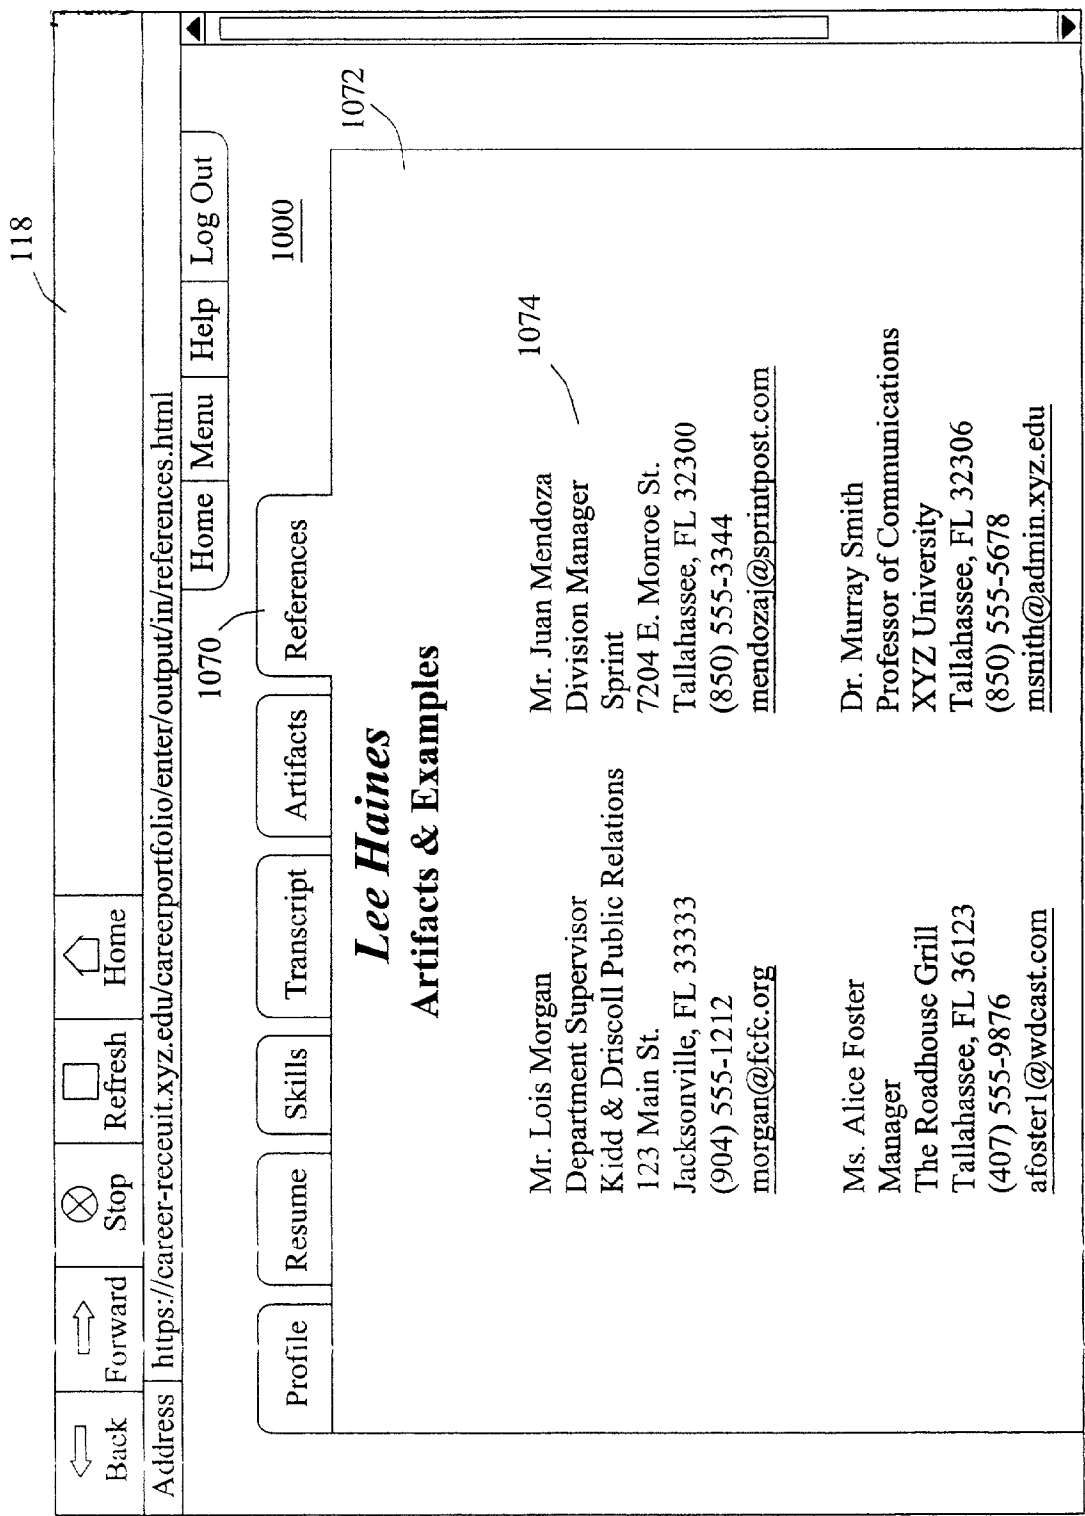 118
Back Forward Stop Refresh Home
Address https://career-receuit.xyz.edu/careerportfolio/enter/output/in/references.html
Home Menu Help Log Out
1070
1000
Profile Resume Skills Transcript Artifacts References
1072
Lee Haines
Artifacts & Examples
1074
Mr. Lois Morgan
Department Supervisor
Kidd & Driscoll Public Relations
123 Main St.
Jacksonville, FL 33333
(904) 555-1212
morgan@fcfc.org
Mr. Juan Mendoza
Division Manager
Sprint
7204 E. Monroe St.
Tallahassee, FL 32300
(850) 555-3344
mendozaj@sprintpost.com
Ms. Alice Foster
Manager
The Roadhouse Grill
Tallahassee, FL 36123
(407) 555-9876
afoster1@wdcast.com
Dr. Murray Smith
Professor of Communications
XYZ University
Tallahassee, FL 32306
(850) 555-5678
msnith@admin.xyz.edu